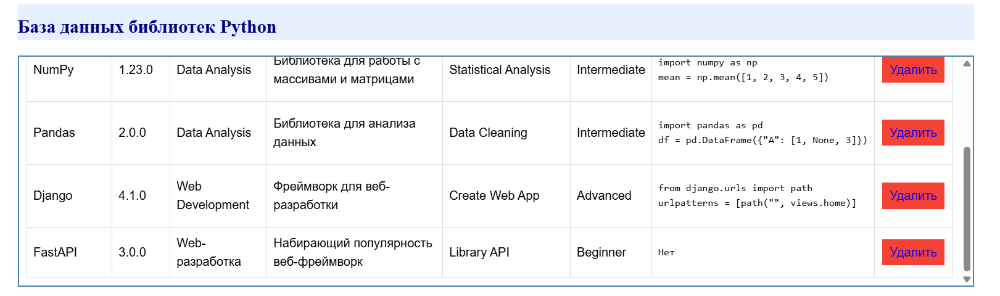 База данных библиотек Python
NumPy 1.23.0 Data Analysis Библиотека для работы с массивами и матрицами Statistical Analysis Intermediate import numpy as np
mean = np.mean([1, 2, 3, 4, 5]) Удалить
Pandas 2.0.0 Data Analysis Библиотека для анализа данных Data Cleaning Intermediate import pandas as pd
df = pd.DataFrame({"A": [1, None, 3]}) Удалить
Django 4.1.0 Web Development Фреймворк для веб-разработки Create Web App Advanced from django.urls import path
urlpatterns = [path("", views.home)] Удалить
FastAPI 3.0.0 Web-разработка Набирающий популярность веб-фреймворк Library API Beginner Нет Удалить